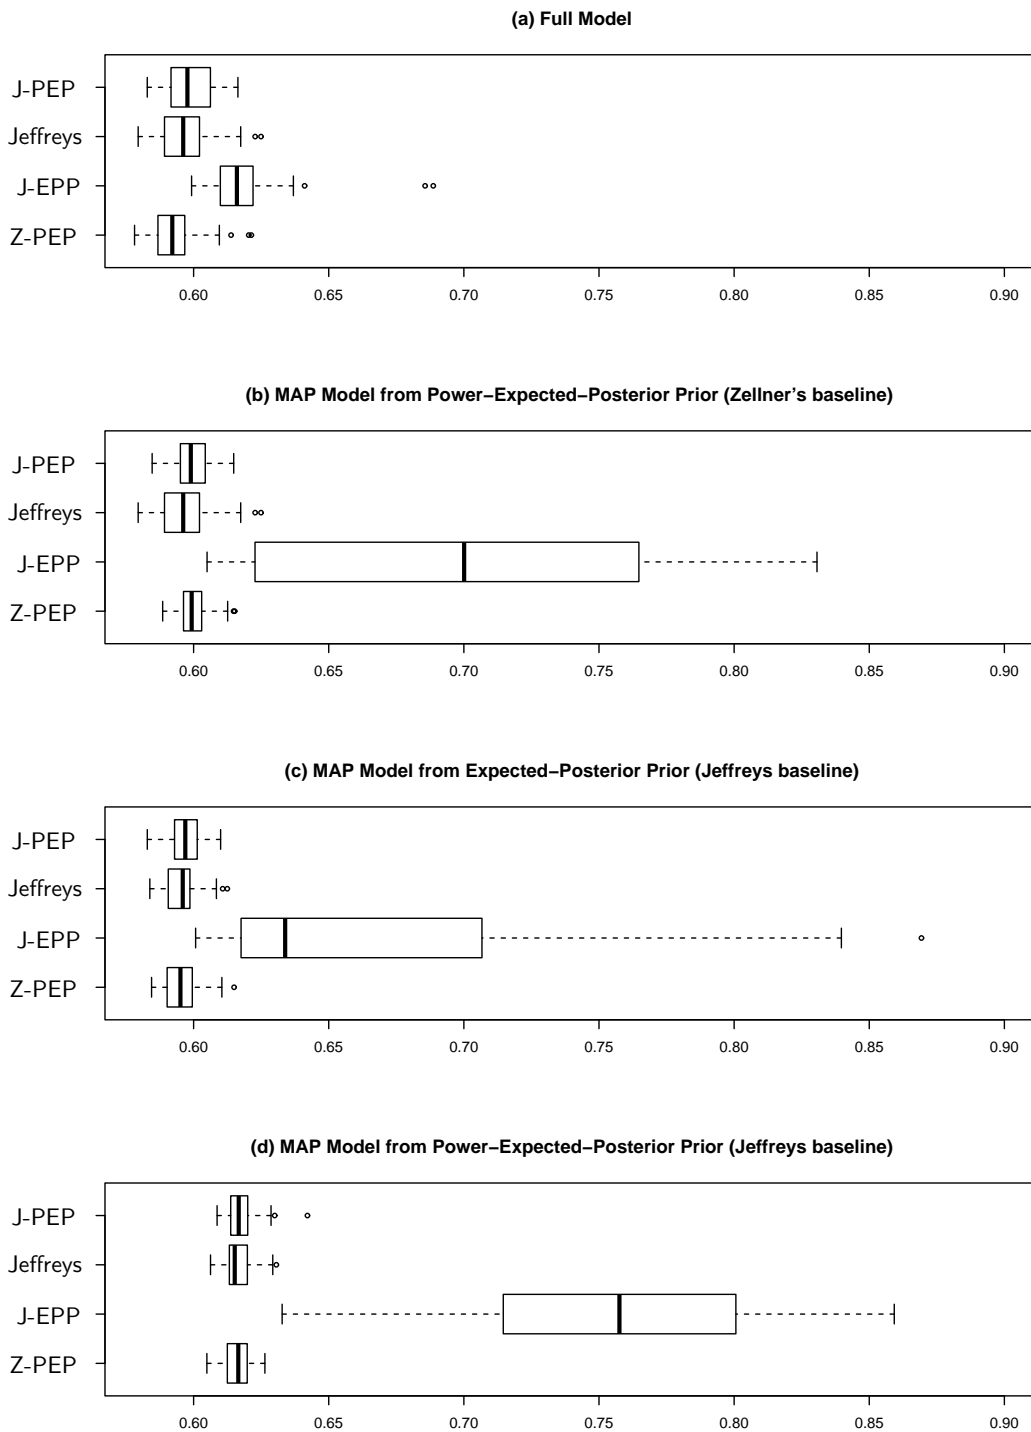 (a) Full Model
J-PEP
Jeffreys
J-EPP
Z-PEP
0.60 0.65 0.70 0.75 0.80 0.85 0.90
(b) MAP Model from Power−Expected−Posterior Prior (Zellner's baseline)
J-PEP
Jeffreys
J-EPP
Z-PEP
0.60 0.65 0.70 0.75 0.80 0.85 0.90
(c) MAP Model from Expected−Posterior Prior (Jeffreys baseline)
J-PEP
Jeffreys
J-EPP
Z-PEP
0.60 0.65 0.70 0.75 0.80 0.85 0.90
(d) MAP Model from Power−Expected−Posterior Prior (Jeffreys baseline)
J-PEP
Jeffreys
J-EPP
Z-PEP
0.60 0.65 0.70 0.75 0.80 0.85 0.90